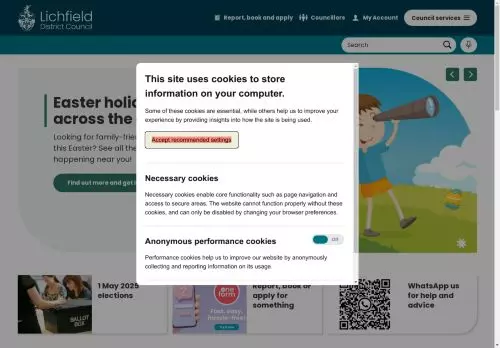 Lichfield
District Council
Report, book and apply
Councillors
My Account
Council services
Search
Easter holid
across the
Looking for family-frie
this Easter? See all the
happening near you!
Find out more and get i
This site uses cookies to store
information on your computer.
Some of these cookies are essential, while others help us to improve your
experience by providing insights into how the site is being used.
Accept recommended settings
Necessary cookies
Necessary cookies enable core functionality such as page navigation and
access to secure areas. The website cannot function properly without these
cookies, and can only be disabled by changing your browser preferences.
Anonymous performance cookies
Off
Performance cookies help us to improve our website by anonymously
collecting and reporting information on its usage.
1 May 2025
elections
BALLOT
BOX
one
form
Fast, easy,
hassle-free!
Report, book or
apply for
something
WhatsApp us
for help and
advice